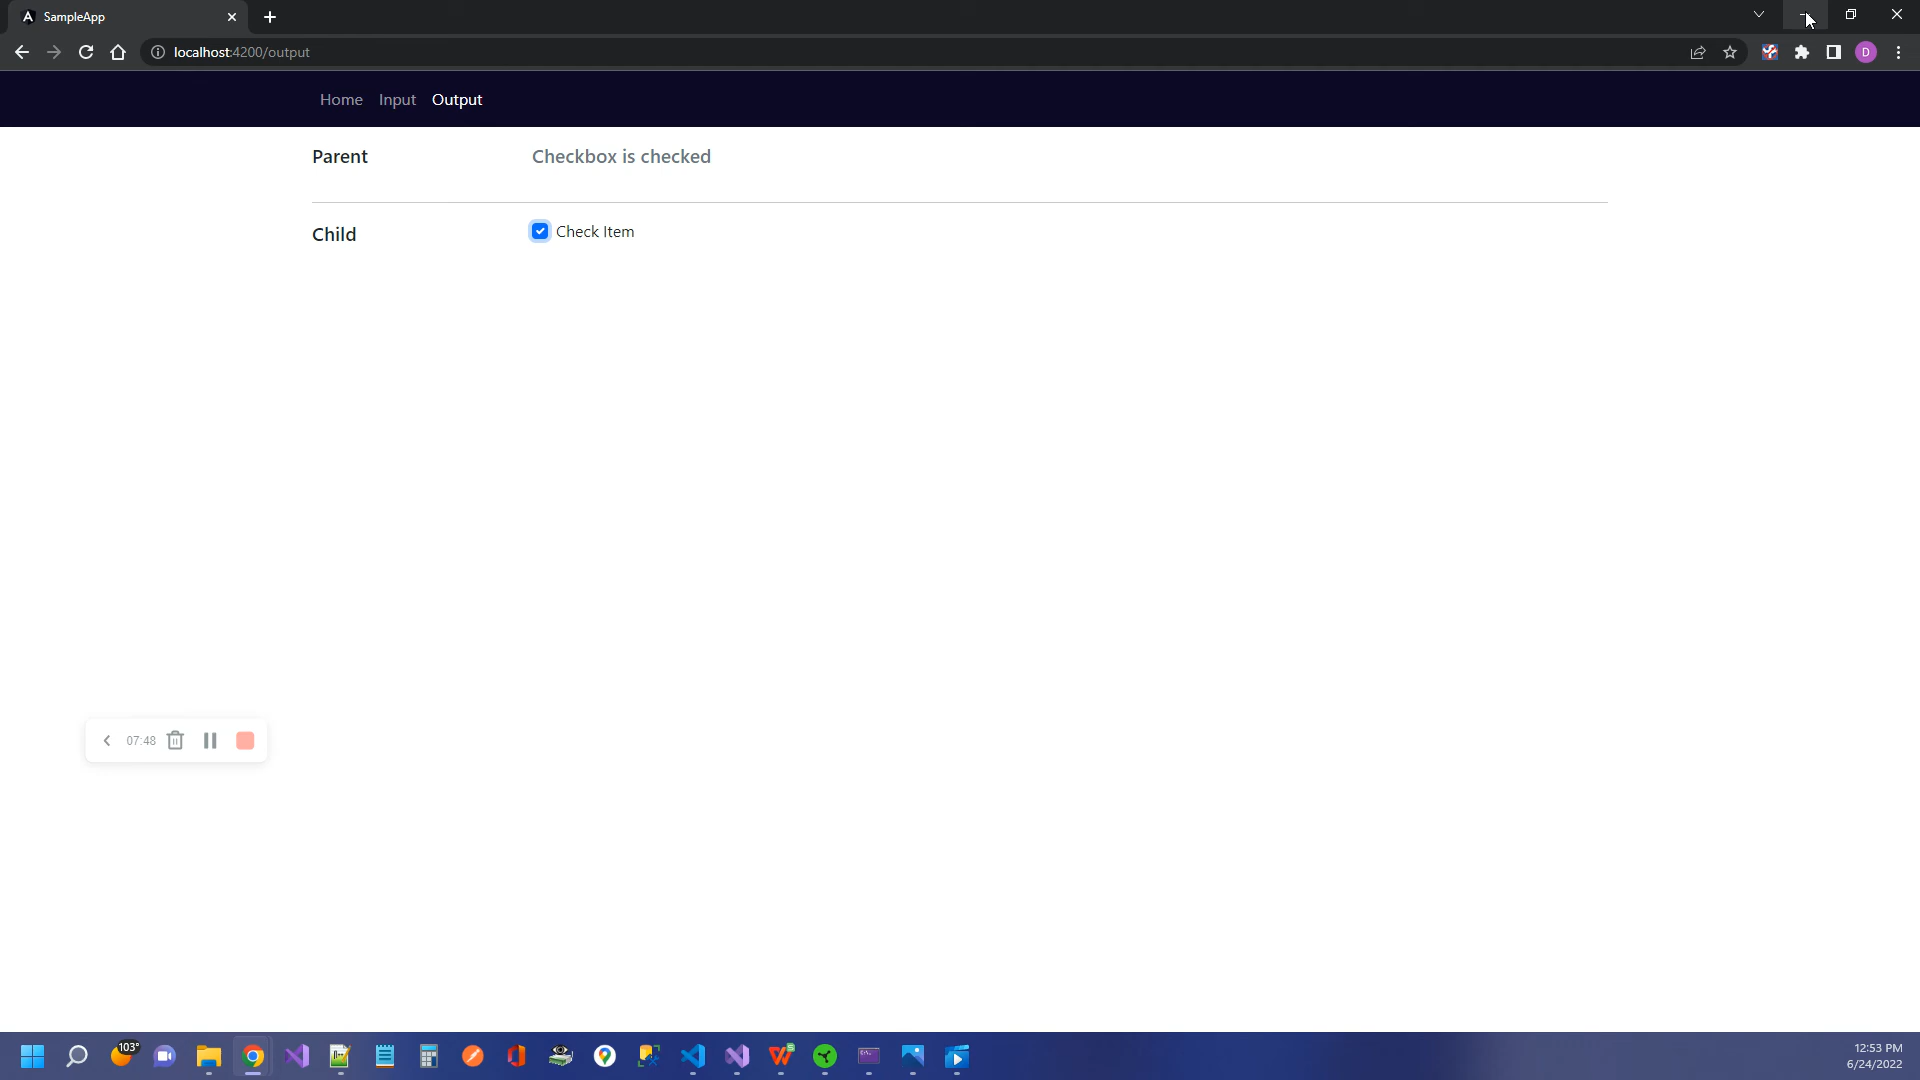 SampleApp
localhost:4200/output
D
Home Input Output
Parent Checkbox is checked
Child Check Item
07:48
103°
12:53 PM
6/24/2022